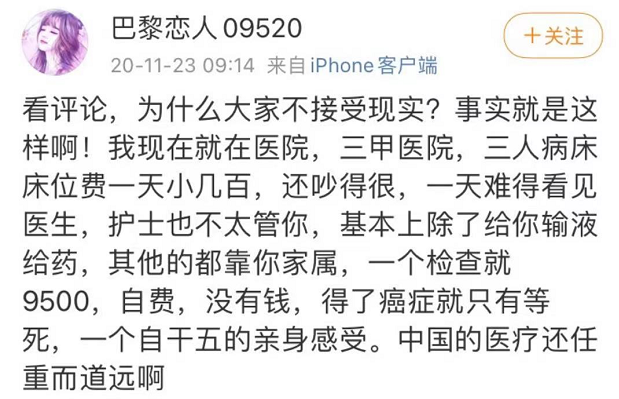 巴黎恋人09520
＋关注
20-11-23 09:14 来自iPhone客户端
看评论，为什么大家不接受现实？事实就是这
样啊！我现在就在医院，三甲医院，三人病床
床位费一天小几百，还吵得很，一天难得看见
医生，护士也不太管你，基本上除了给你输液
给药，其他的都靠你家属，一个检查就
9500，自费，没有钱，得了癌症就只有等
死，一个自干五的亲身感受。中国的医疗还任
重而道远啊